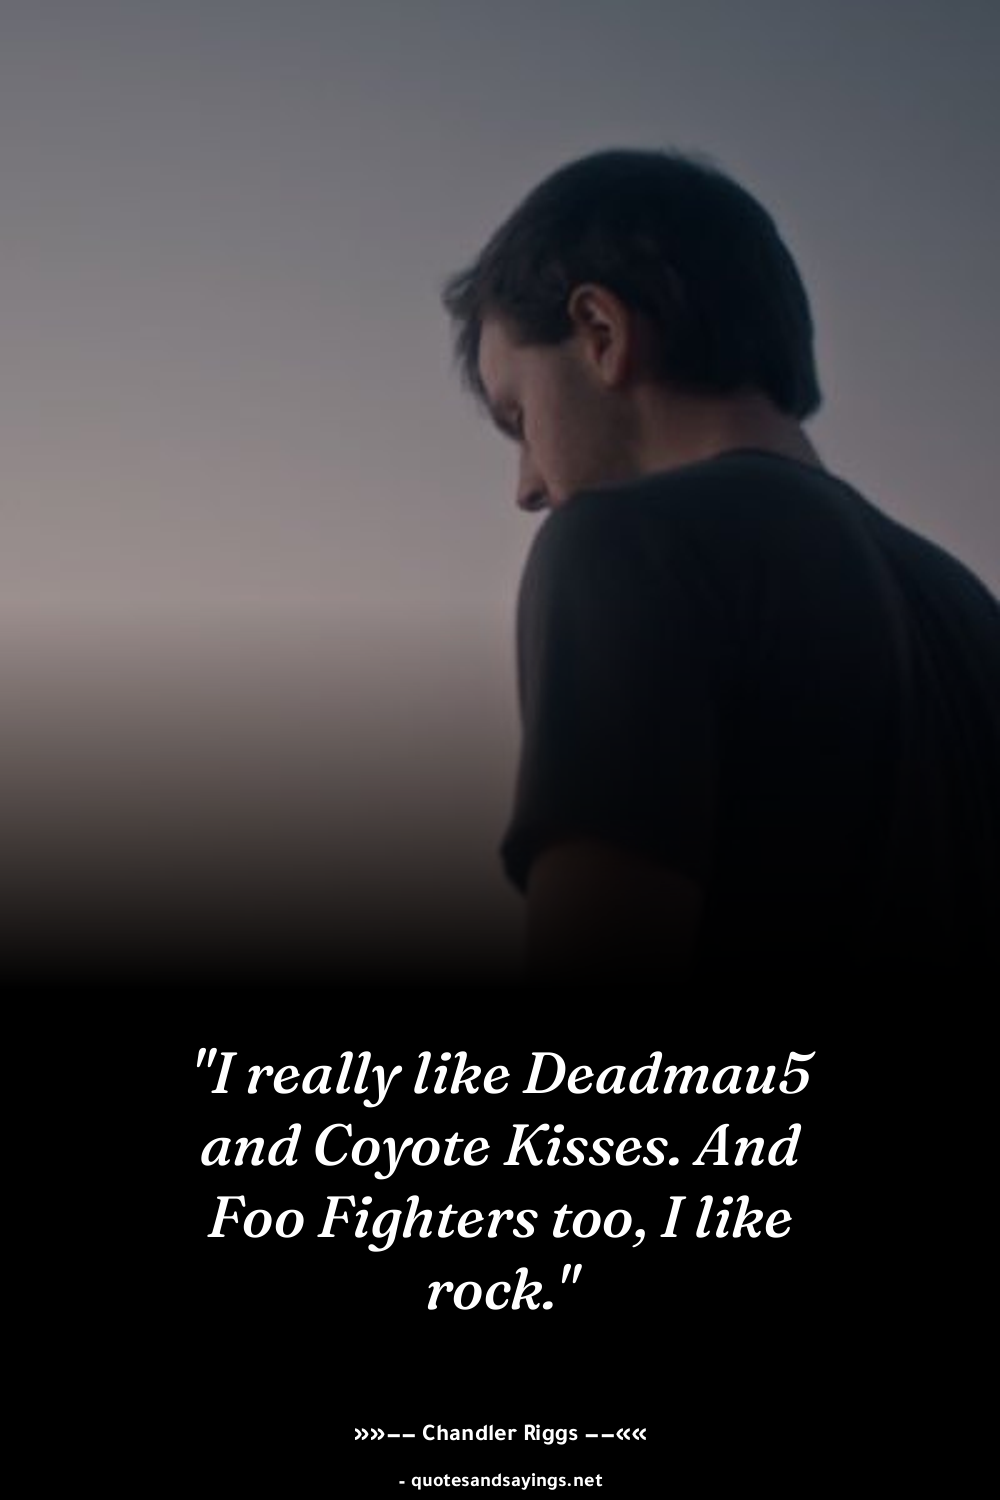 "I really like Deadmau5
and Coyote Kisses. And
Foo Fighters too, I like
rock."
»»−− Chandler Riggs −−««
- quotesandsayings.net